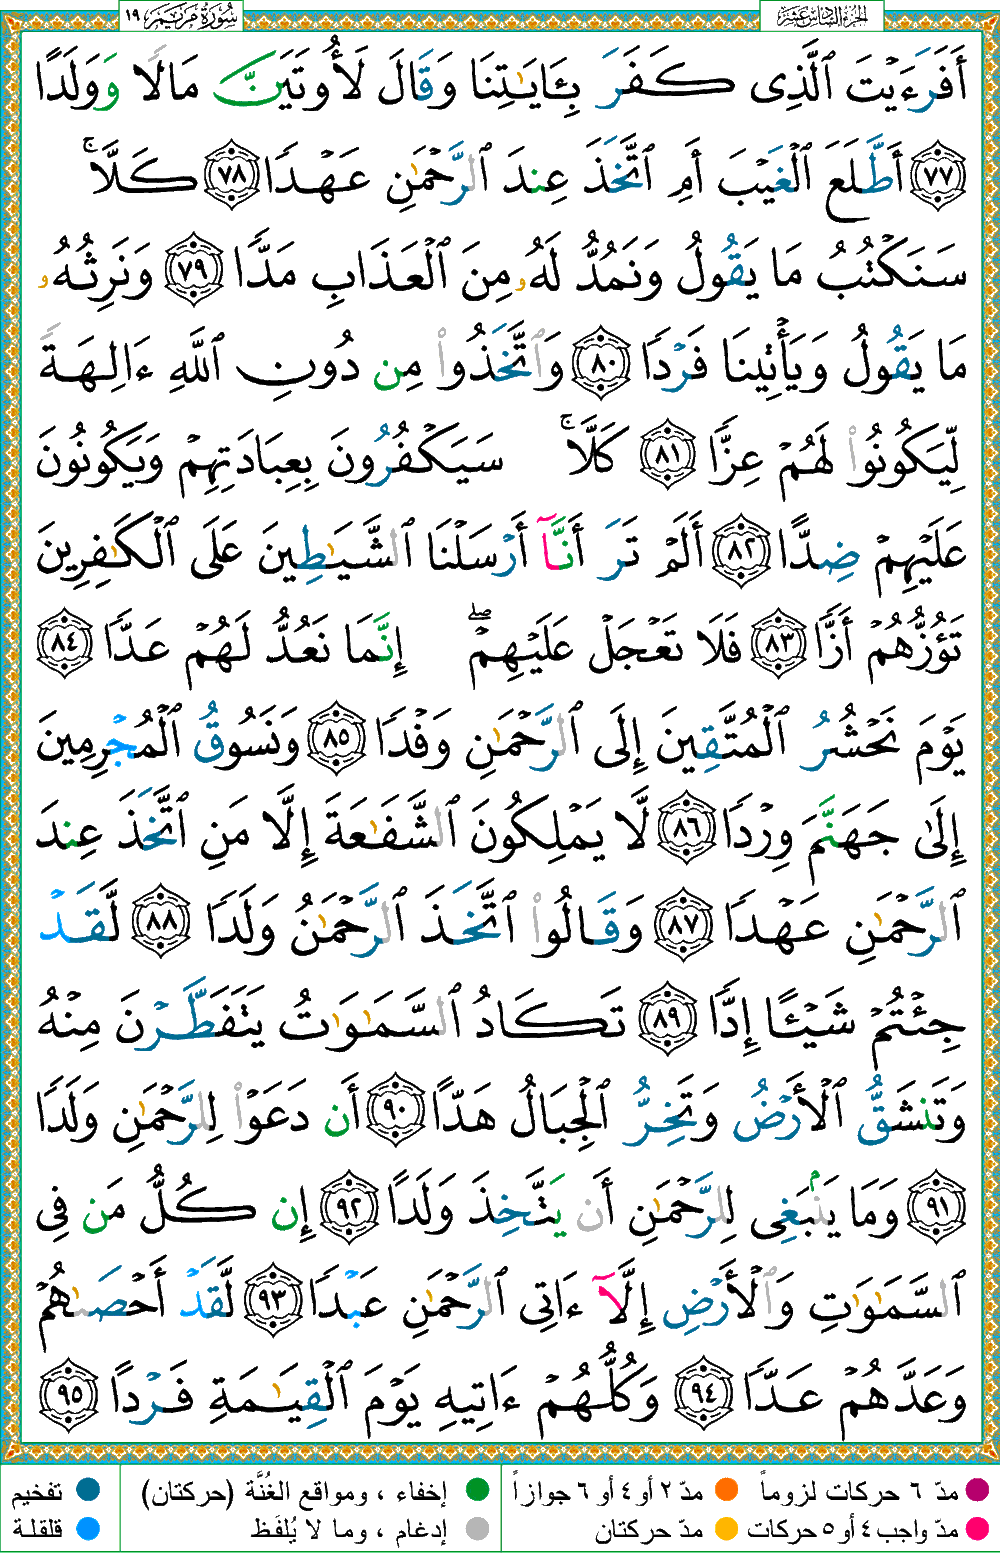 الجزء السادس عشر
سُورَةُ مَرْيَم ١٩
أَفَرَءَيْتَ ٱلَّذِى كَفَرَ بِـَٔايَـٰتِنَا وَقَالَ لَأُوتَيَنَّ مَالًا وَوَلَدًا
٧٧ أَطَّلَعَ ٱلْغَيْبَ أَمِ ٱتَّخَذَ عِندَ ٱلرَّحْمَـٰنِ عَهْدًا ٧٨ كَلَّا ۚ
سَنَكْتُبُ مَا يَقُولُ وَنَمُدُّ لَهُۥ مِنَ ٱلْعَذَابِ مَدًّا ٧٩ وَنَرِثُهُۥ
مَا يَقُولُ وَيَأْتِينَا فَرْدًا ٨٠ وَٱتَّخَذُوا۟ مِن دُونِ ٱللَّهِ ءَالِهَةً
لِّيَكُونُوا۟ لَهُمْ عِزًّا ٨١ كَلَّا ۚ سَيَكْفُرُونَ بِعِبَادَتِهِمْ وَيَكُونُونَ
عَلَيْهِمْ ضِدًّا ٨٢ أَلَمْ تَرَ أَنَّآ أَرْسَلْنَا ٱلشَّيَـٰطِينَ عَلَى ٱلْكَـٰفِرِينَ
تَؤُزُّهُمْ أَزًّا ٨٣ فَلَا تَعْجَلْ عَلَيْهِمْ ۖ إِنَّمَا نَعُدُّ لَهُمْ عَدًّا ٨٤
يَوْمَ نَحْشُرُ ٱلْمُتَّقِينَ إِلَى ٱلرَّحْمَـٰنِ وَفْدًا ٨٥ وَنَسُوقُ ٱلْمُجْرِمِينَ
إِلَىٰ جَهَنَّمَ وِرْدًا ٨٦ لَّا يَمْلِكُونَ ٱلشَّفَـٰعَةَ إِلَّا مَنِ ٱتَّخَذَ عِندَ
ٱلرَّحْمَـٰنِ عَهْدًا ٨٧ وَقَالُوا۟ ٱتَّخَذَ ٱلرَّحْمَـٰنُ وَلَدًا ٨٨ لَّقَدْ
جِئْتُمْ شَيْـًٔا إِدًّا ٨٩ تَكَادُ ٱلسَّمَـٰوَٰتُ يَتَفَطَّرْنَ مِنْهُ
وَتَنشَقُّ ٱلْأَرْضُ وَتَخِرُّ ٱلْجِبَالُ هَدًّا ٩٠ أَن دَعَوْا۟ لِلرَّحْمَـٰنِ وَلَدًا
٩١ وَمَا يَنۢبَغِى لِلرَّحْمَـٰنِ أَن يَتَّخِذَ وَلَدًا ٩٢ إِن كُلُّ مَن فِى
ٱلسَّمَـٰوَٰتِ وَٱلْأَرْضِ إِلَّآ ءَاتِى ٱلرَّحْمَـٰنِ عَبْدًا ٩٣ لَّقَدْ أَحْصَىٰهُمْ
وَعَدَّهُمْ عَدًّا ٩٤ وَكُلُّهُمْ ءَاتِيهِ يَوْمَ ٱلْقِيَـٰمَةِ فَرْدًا ٩٥
مدّ ٦ حركات لزوماً مدّ ٢ أو ٤ أو ٦ جوازاً إخفاء ، ومواقع الغُنَّة (حركتان) تفخيم
مدّ واجب ٤ أو ٥ حركات مدّ حركتان إدغام ، وما لا يُلفَظ قلقلة